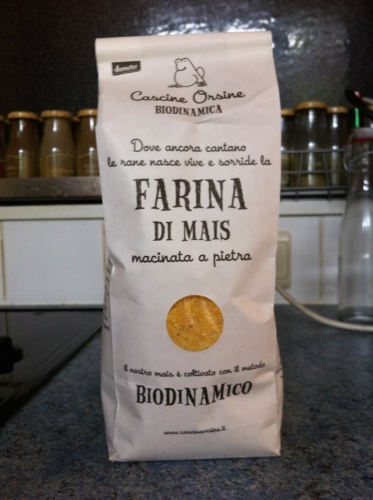 demeter
Cascine Orsine
BIODINAMICA
Dove ancora cantano
le rane nasce vive e sorride la
FARINA
DI MAIS
macinata a pietra
il nostro mais è coltivato con il metodo
BIODINAMICO
www.cascineorsine.it